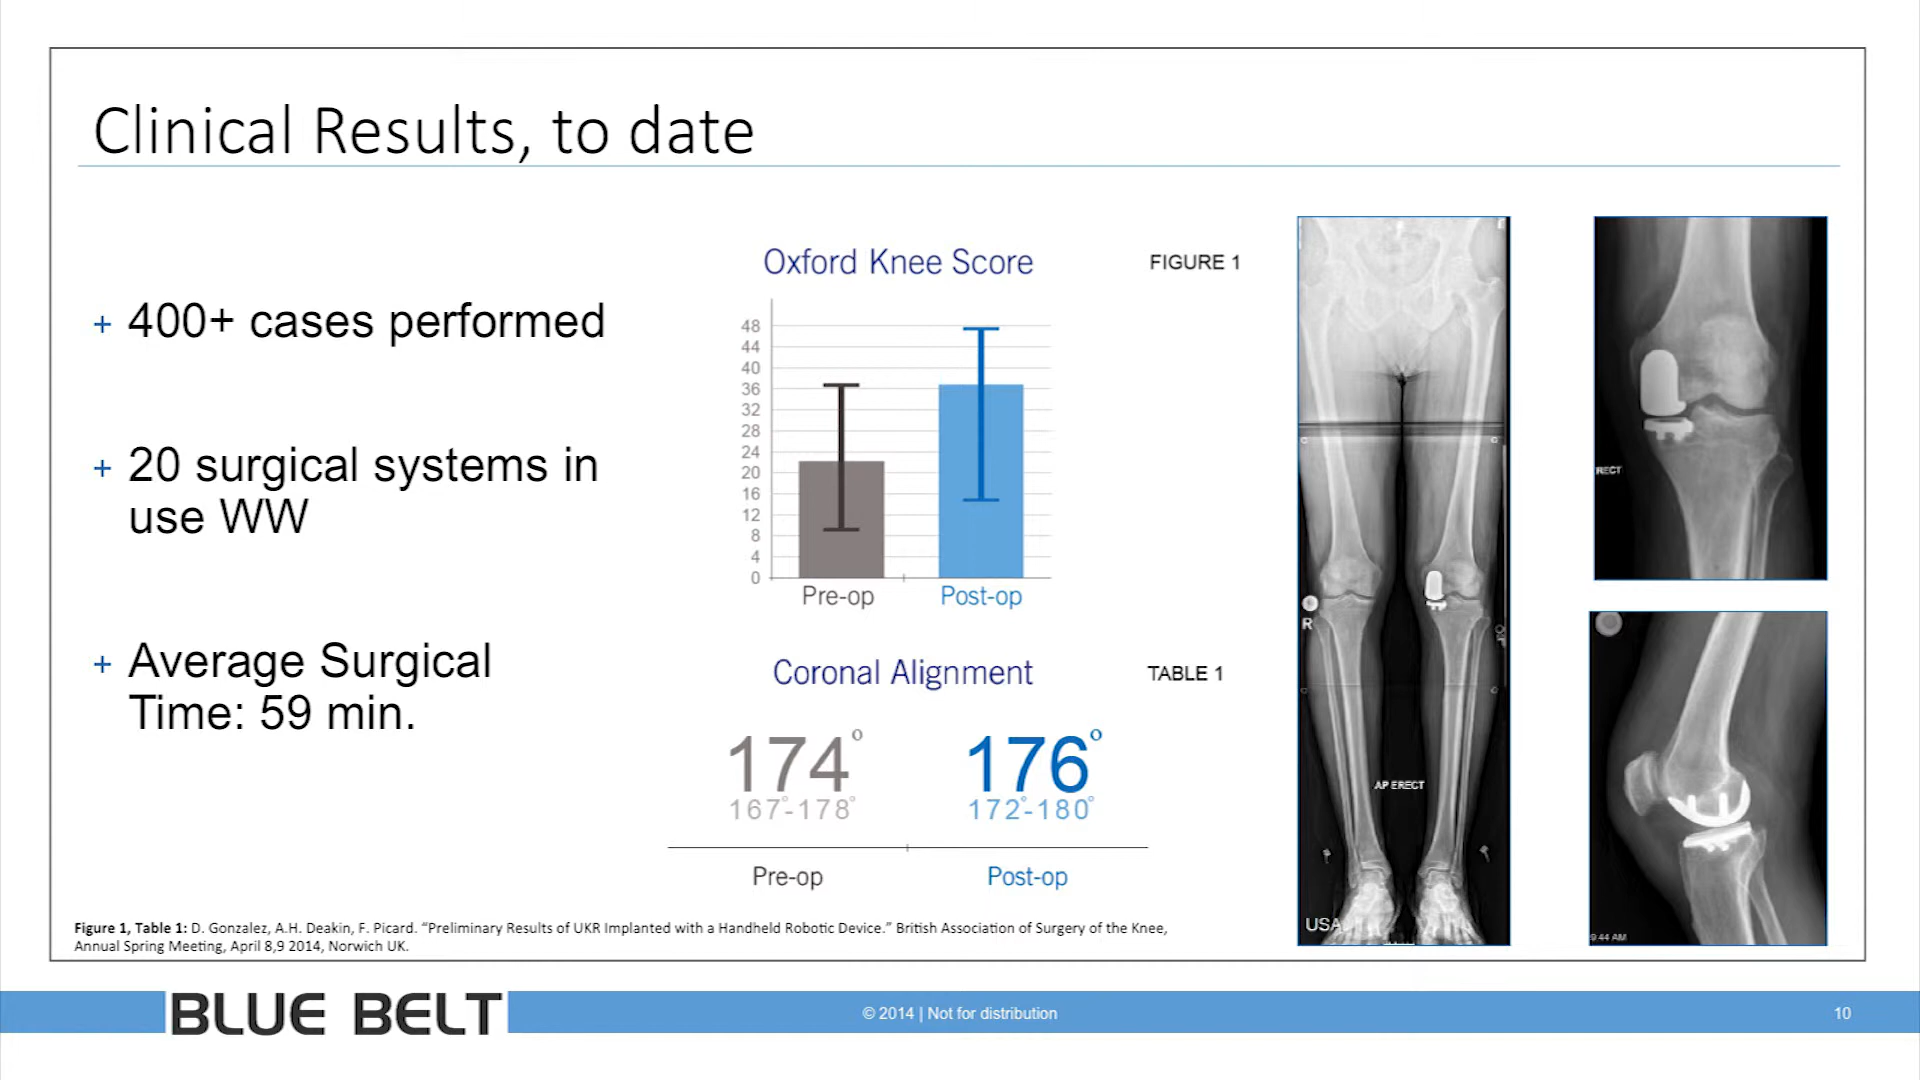 Clinical Results, to date
+ 400+ cases performed
+ 20 surgical systems in
use WW
+ Average Surgical
Time: 59 min.
Oxford Knee Score
FIGURE 1
48
44
40
36
32
28
24
20
16
12
8
4
0
Pre-op
Post-op
Coronal Alignment
TABLE 1
174°
176°
167°-178°
172°-180°
Pre-op
Post-op
R
AP ERECT
USA
RECT
9:44 AM
Figure 1, Table 1: D. Gonzalez, A.H. Deakin, F. Picard. “Preliminary Results of UKR Implanted with a Handheld Robotic Device.” British Association of Surgery of the Knee,
Annual Spring Meeting, April 8,9 2014, Norwich UK.
BLUE BELT
© 2014 | Not for distribution
10